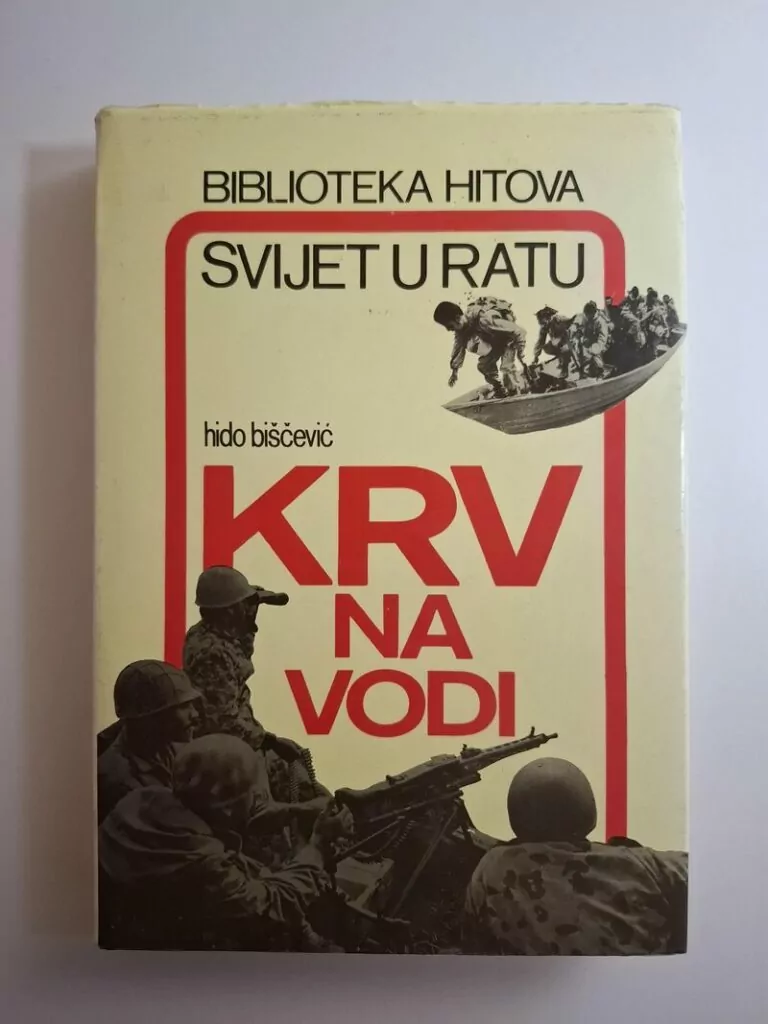 BIBLIOTEKA HITOVA
SVIJET U RATU
hido biščević
KRV
NA
VODI